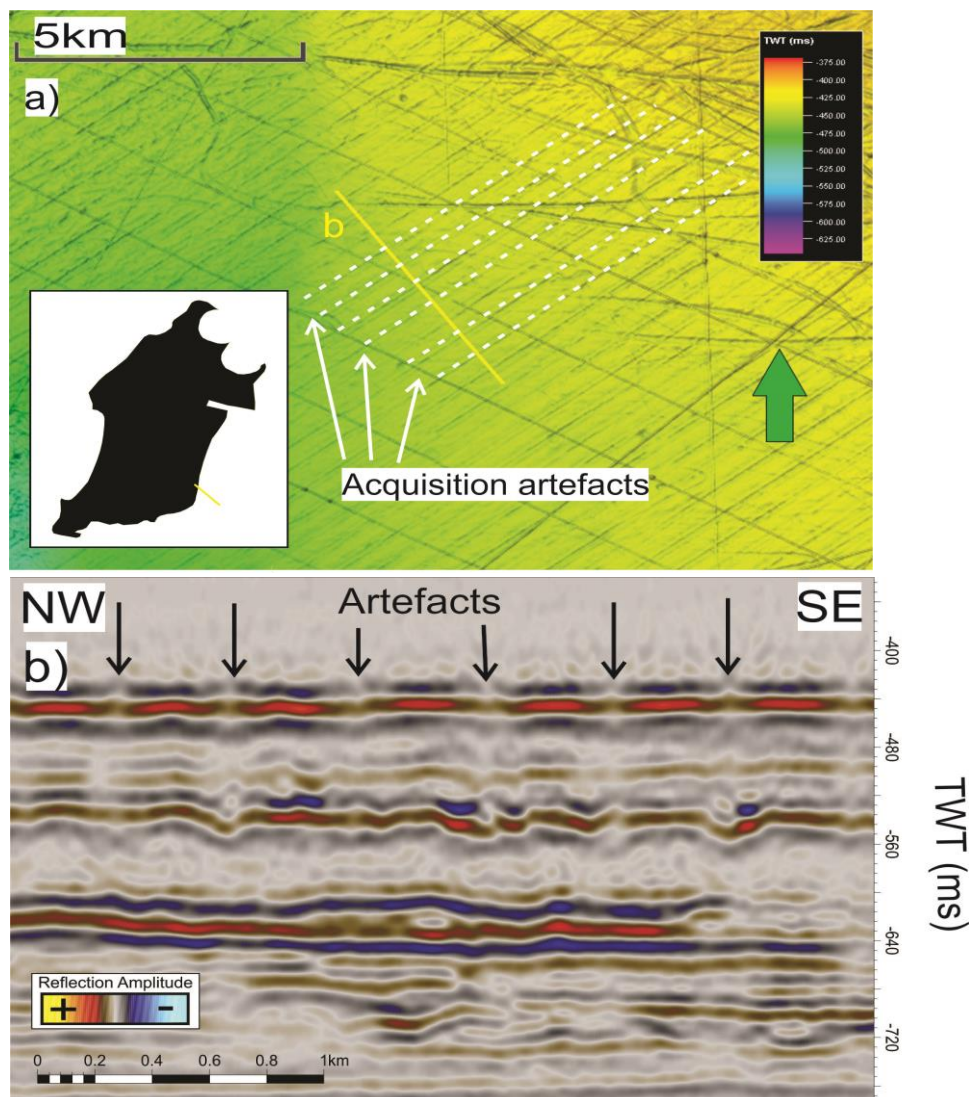 5km
a)
TWT (ms)
-375.00
-400.00
-425.00
-450.00
-475.00
-500.00
-525.00
-550.00
-575.00
-600.00
-625.00
b
Acquisition artefacts
NW
Artefacts
SE
b)
-400
-480
-560
-640
-720
TWT (ms)
Reflection Amplitude
+ -
0 0.2 0.4 0.6 0.8 1km